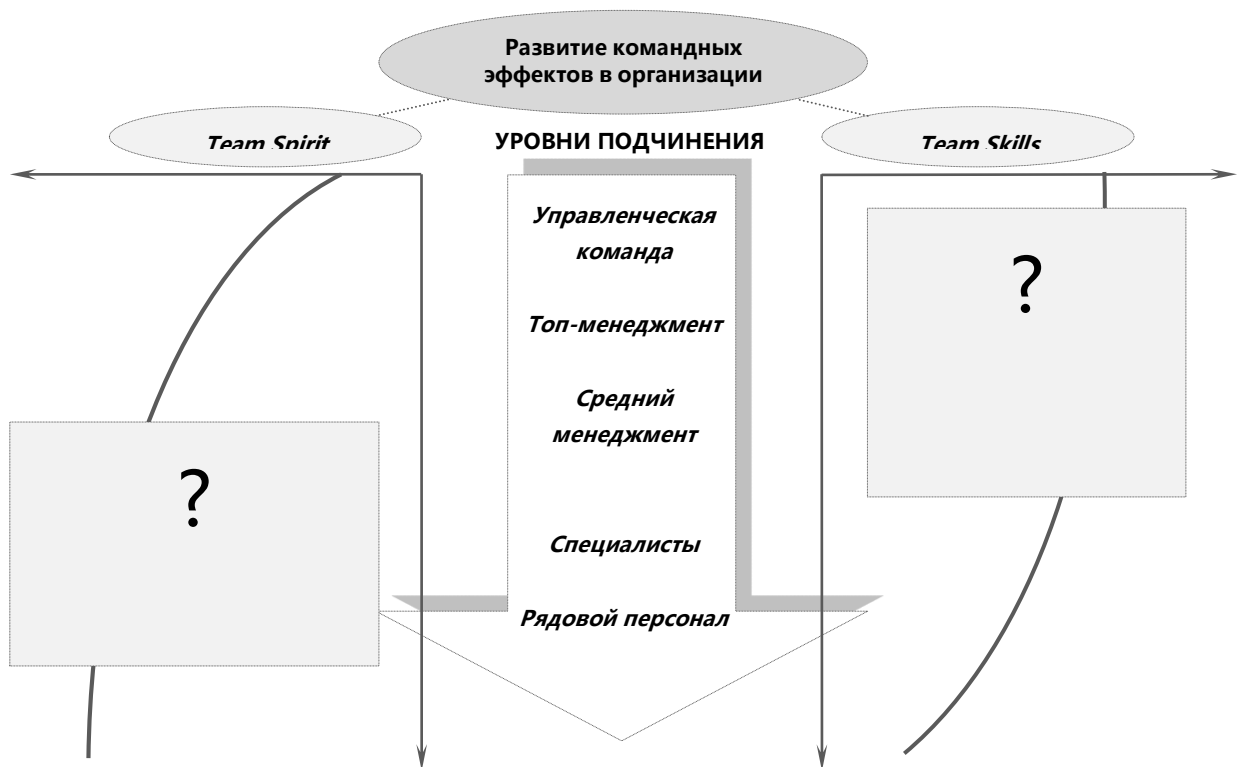 Развитие командных
эффектов в организации
Team Spirit
УРОВНИ ПОДЧИНЕНИЯ
Team Skills
Управленческая
команда
?
Топ-менеджмент
Средний
менеджмент
?
Специалисты
Рядовой персонал